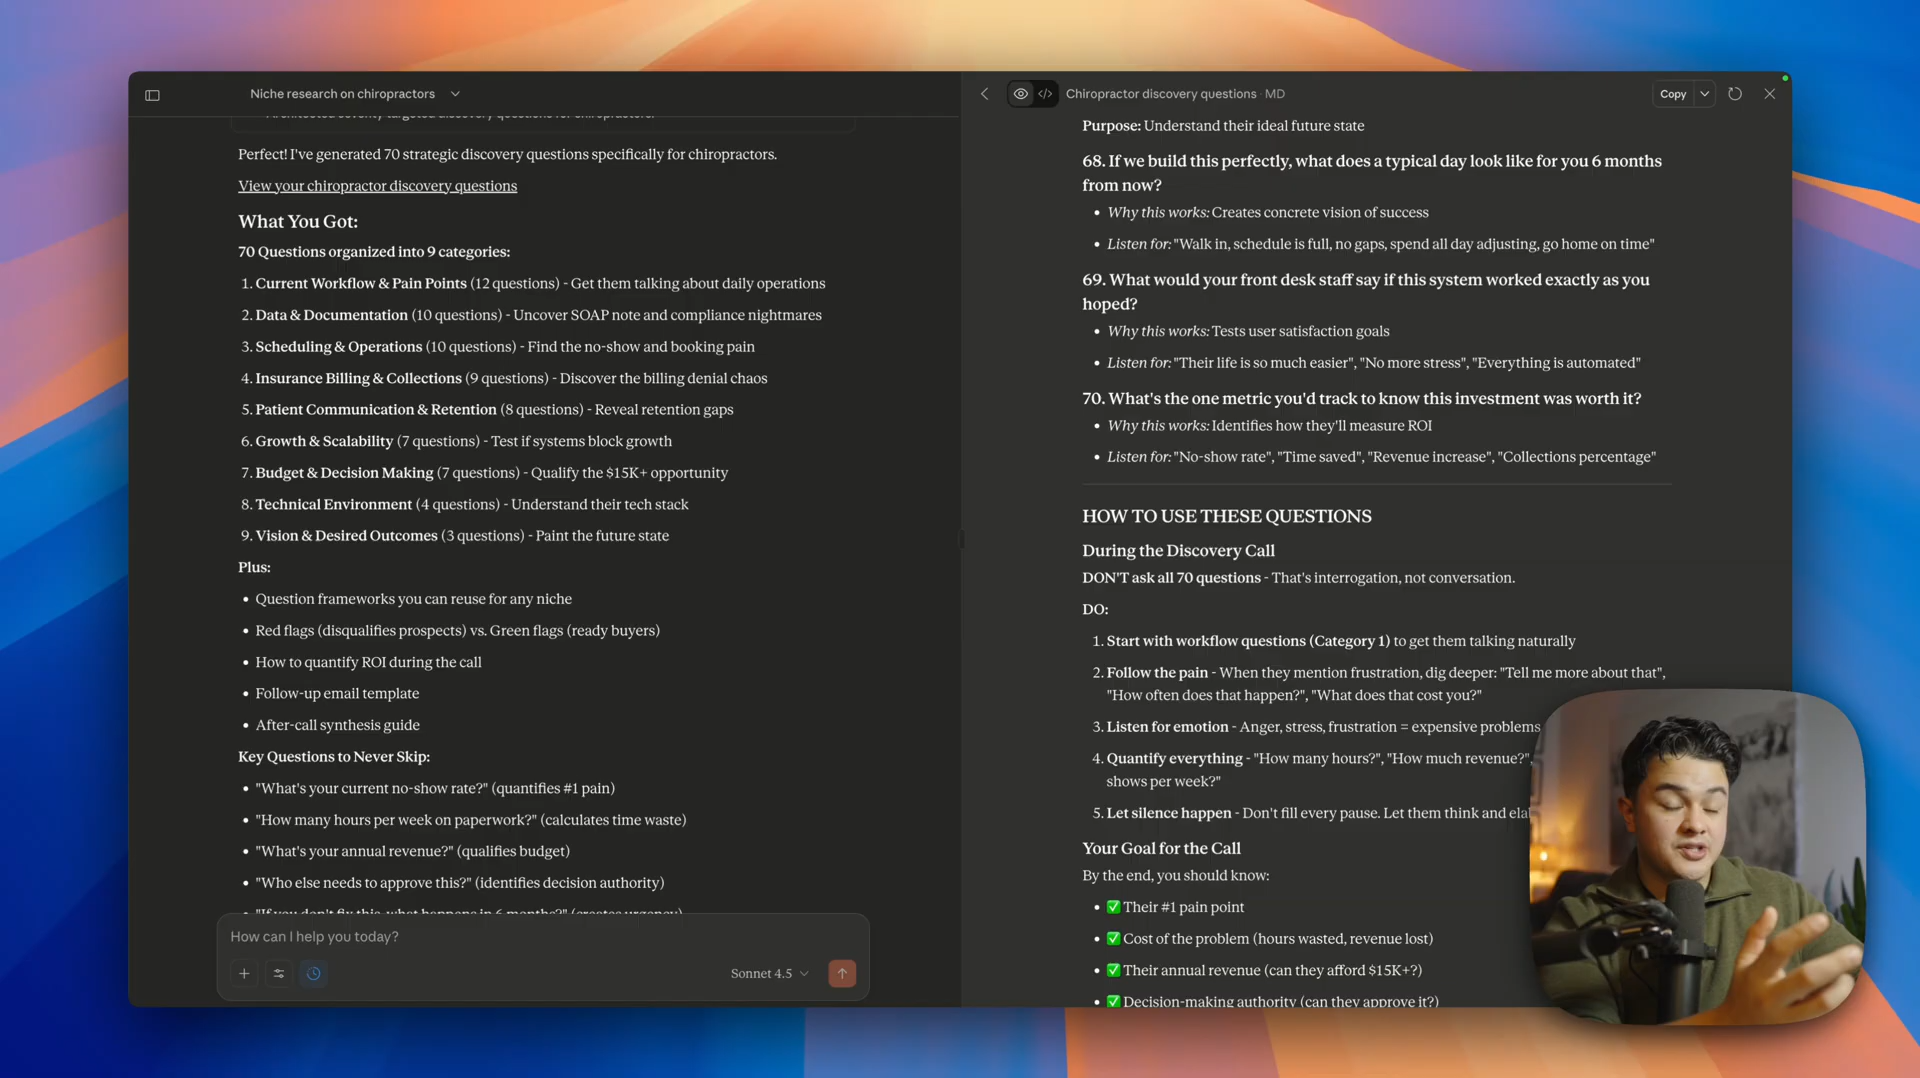 Niche research on chiropractors
Perfect! I've generated 70 strategic discovery questions specifically for chiropractors.
View your chiropractor discovery questions
What You Got:
70 Questions organized into 9 categories:
1. Current Workflow & Pain Points (12 questions) - Get them talking about daily operations
2. Data & Documentation (10 questions) - Uncover SOAP note and compliance nightmares
3. Scheduling & Operations (10 questions) - Find the no-show and booking pain
4. Insurance Billing & Collections (9 questions) - Discover the billing denial chaos
5. Patient Communication & Retention (8 questions) - Reveal retention gaps
6. Growth & Scalability (7 questions) - Test if systems block growth
7. Budget & Decision Making (7 questions) - Qualify the $15K+ opportunity
8. Technical Environment (4 questions) - Understand their tech stack
9. Vision & Desired Outcomes (3 questions) - Paint the future state
Plus:
• Question frameworks you can reuse for any niche
• Red flags (disqualifies prospects) vs. Green flags (ready buyers)
• How to quantify ROI during the call
• Follow-up email template
• After-call synthesis guide
Key Questions to Never Skip:
• "What's your current no-show rate?" (quantifies #1 pain)
• "How many hours per week on paperwork?" (calculates time waste)
• "What's your annual revenue?" (qualifies budget)
• "Who else needs to approve this?" (identifies decision authority)
• "If you don't fix this, what happens in 6 months?" (creates urgency)
How can I help you today?
Sonnet 4.5
Chiropractor discovery questions · MD
Copy
Purpose: Understand their ideal future state
68. If we build this perfectly, what does a typical day look like for you 6 months
from now?
• Why this works: Creates concrete vision of success
• Listen for: "Walk in, schedule is full, no gaps, spend all day adjusting, go home on time"
69. What would your front desk staff say if this system worked exactly as you
hoped?
• Why this works: Tests user satisfaction goals
• Listen for: "Their life is so much easier", "No more stress", "Everything is automated"
70. What's the one metric you'd track to know this investment was worth it?
• Why this works: Identifies how they'll measure ROI
• Listen for: "No-show rate", "Time saved", "Revenue increase", "Collections percentage"
HOW TO USE THESE QUESTIONS
During the Discovery Call
DON'T ask all 70 questions - That's interrogation, not conversation.
DO:
1. Start with workflow questions (Category 1) to get them talking naturally
2. Follow the pain - When they mention frustration, dig deeper: "Tell me more about that",
"How often does that happen?", "What does that cost you?"
3. Listen for emotion - Anger, stress, frustration = expensive problems
4. Quantify everything - "How many hours?", "How much revenue?",
shows per week?"
5. Let silence happen - Don't fill every pause. Let them think and
Your Goal for the Call
By the end, you should know:
• ✅ Their #1 pain point
• ✅ Cost of the problem (hours wasted, revenue lost)
• ✅ Their annual revenue (can they afford $15K+?)
• ✅ Decision-making authority (can they approve it?)